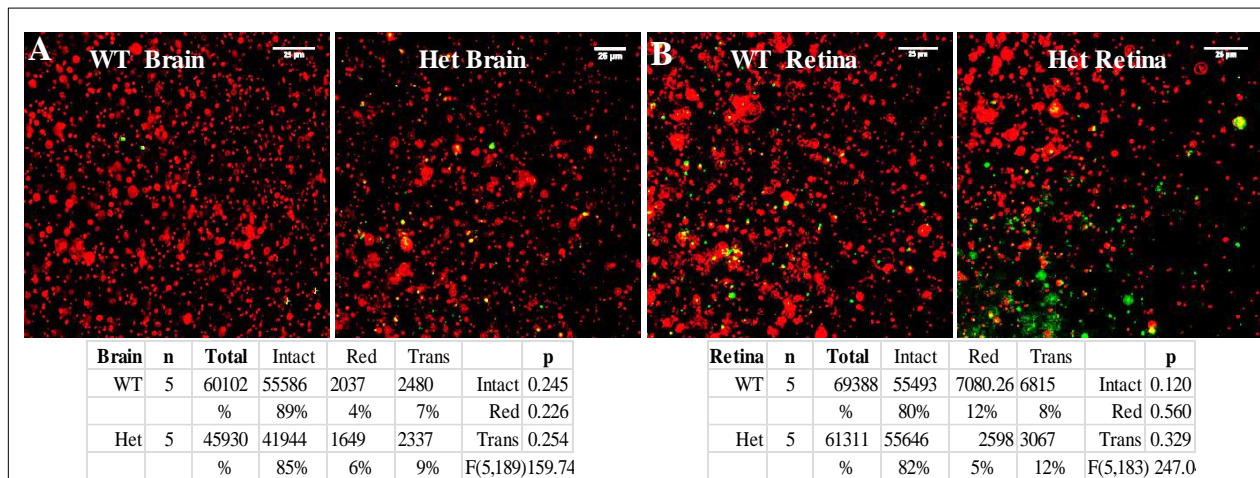 A WT Brain 25 µm Het Brain 25 µm B WT Retina 25 µm Het Retina 25 µm
Brain n Total Intact Red Trans p
WT 5 60102 55586 2037 2480 Intact 0.245
% 89% 4% 7% Red 0.226
Het 5 45930 41944 1649 2337 Trans 0.254
% 85% 6% 9% F(5,189) 159.74
Retina n Total Intact Red Trans p
WT 5 69388 55493 7080.26 6815 Intact 0.120
% 80% 12% 8% Red 0.560
Het 5 61311 55646 2598 3067 Trans 0.329
% 82% 5% 12% F(5,183) 247.0